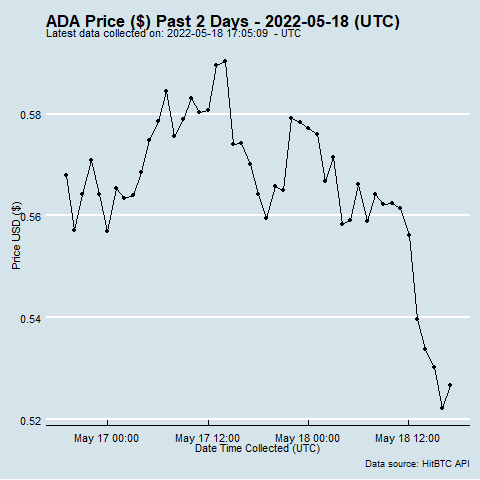 ADA Price ($) Past 2 Days - 2022-05-18 (UTC)
Latest data collected on: 2022-05-18 17:05:09 - UTC
0.58
0.56
0.54
0.52
Price USD ($)
May 17 00:00
May 17 12:00
May 18 00:00
May 18 12:00
Date Time Collected (UTC)
Data source: HitBTC API